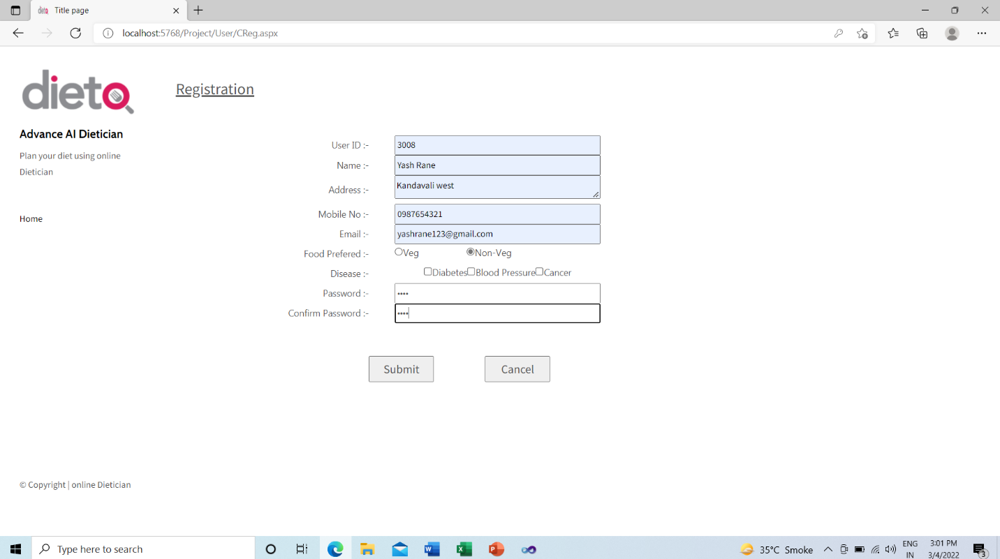 dieto Title page
localhost:5768/Project/User/CReg.aspx
dieto
Registration
Advance AI Dietician
Plan your diet using online
Dietician
Home
User ID :- 3008
Name :- Yash Rane
Address :- Kandavali west
Mobile No :- 0987654321
Email :- yashrane123@gmail.com
Food Prefered :- Veg Non-Veg
Disease :- Diabetes Blood Pressure Cancer
Password :- ••••
Confirm Password :- ••••
Submit Cancel
© Copyright | online Dietician
Type here to search
35°C Smoke
ENG
IN
3:01 PM
3/4/2022
3